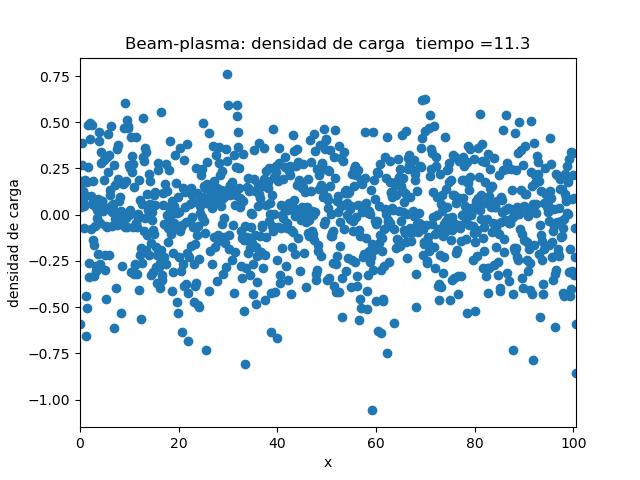 Beam-plasma: densidad de carga  tiempo =11.3
densidad de carga
0.75
0.50
0.25
0.00
−0.25
−0.50
−0.75
−1.00
0 20 40 60 80 100
x